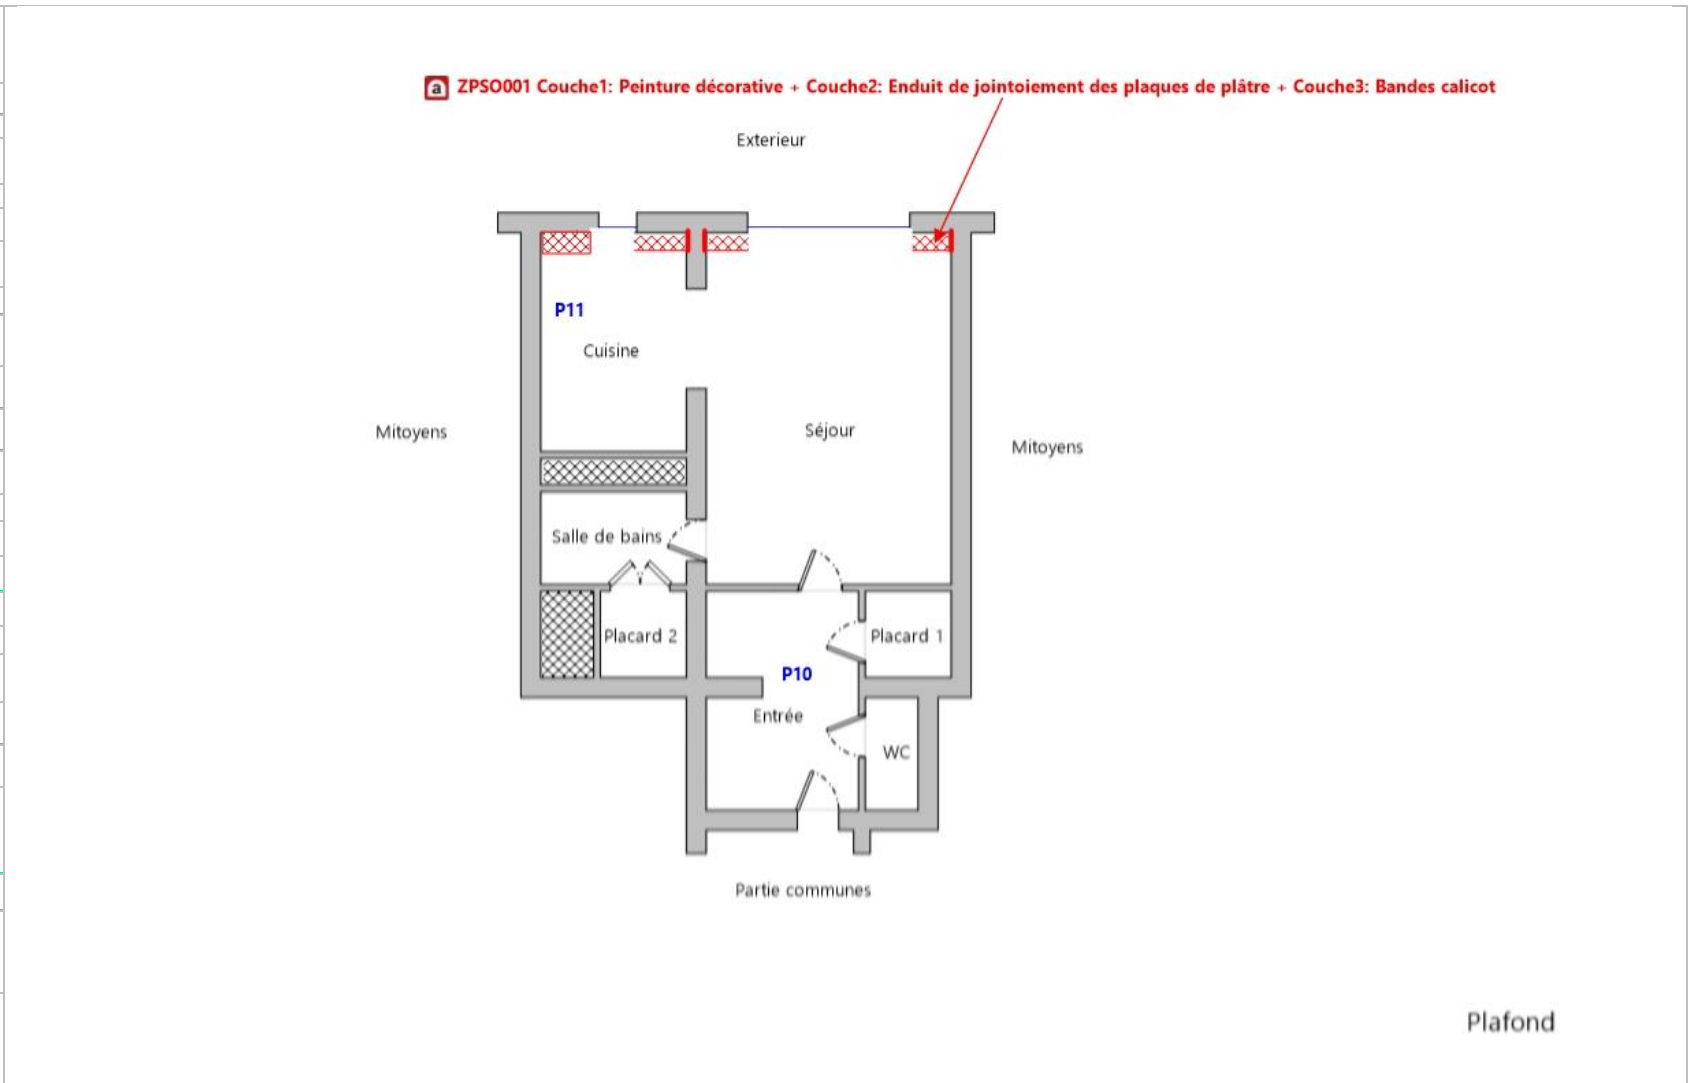 a ZPSO001 Couche1: Peinture décorative + Couche2: Enduit de jointoiement des plaques de plâtre + Couche3: Bandes calicot
Exterieur
P11
Cuisine
Mitoyens
Séjour
Mitoyens
Salle de bains
Placard 2
Placard 1
P10
Entrée
WC
Partie communes
Plafond